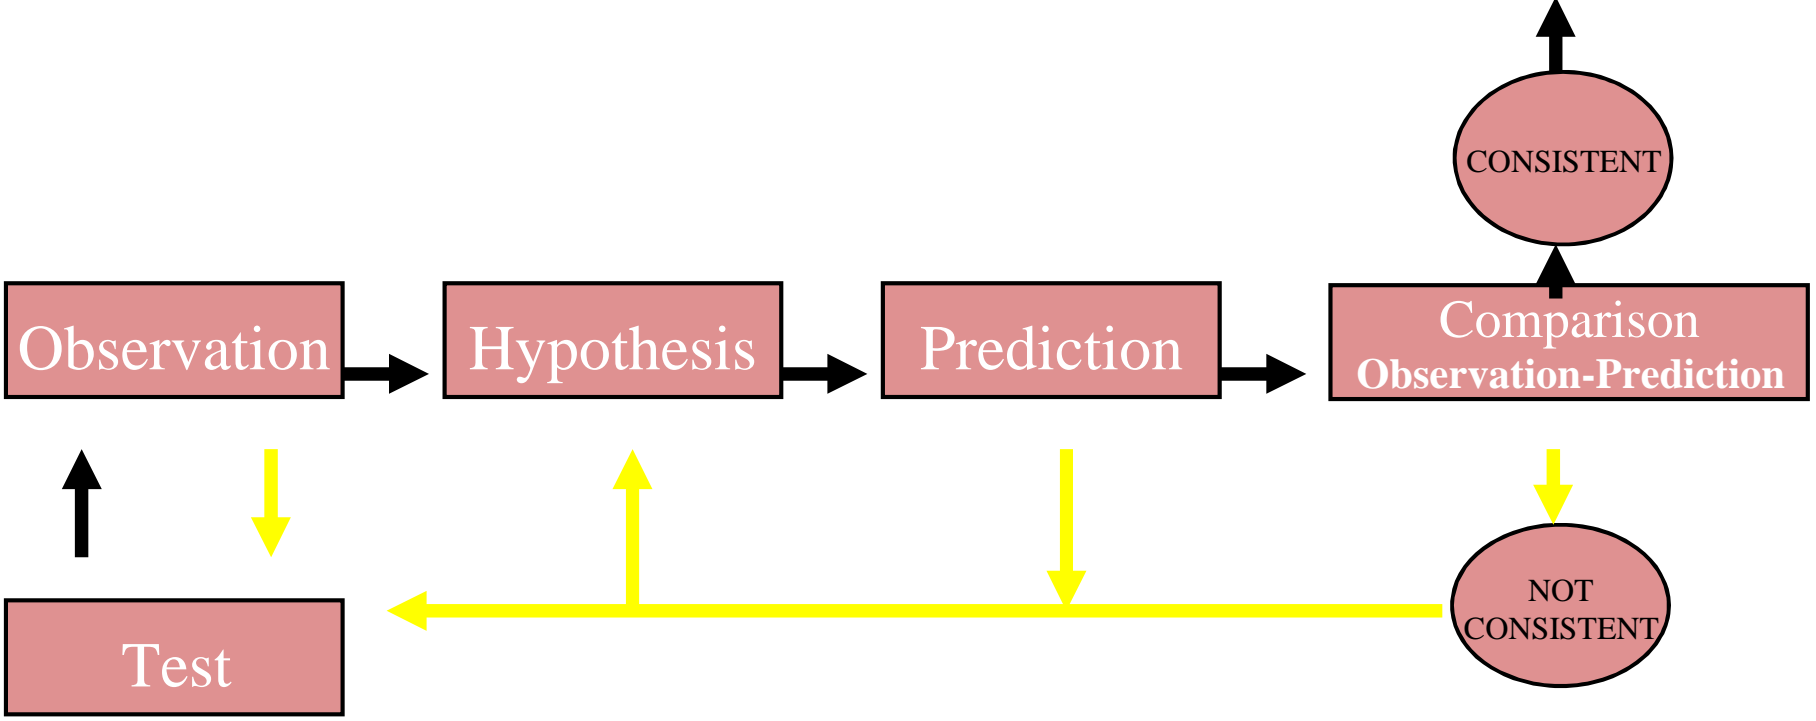 CONSISTENT
Observation
Hypothesis
Prediction
Comparison
Observation-Prediction
NOT
CONSISTENT
Test